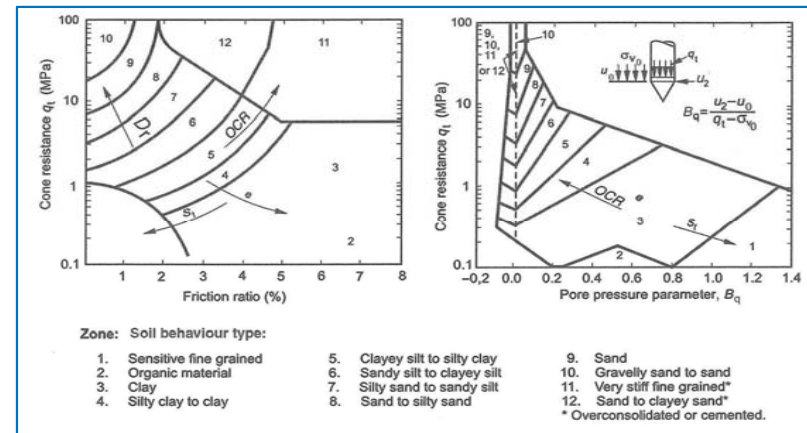 100
10
1
0.1
Cone resistance qt (MPa)
10
9
8
7
6
5
4
3
2
12
11
Dr
OCR
St
e
1 2 3 4 5 6 7 8
Friction ratio (%)
100
10
1
0.1
Cone resistance qt (MPa)
9,
10,
11
or 12
10
9
8
7
6
5
4
3
2
1
OCR
e
St
σv0
qt
u0
u2
Bq = u2−u0 / qt−σv0
-0,2 0.0 0.2 0.4 0.6 0.8 1.0 1.2 1.4
Pore pressure parameter, Bq
Zone: Soil behaviour type:
1. Sensitive fine grained
2. Organic material
3. Clay
4. Silty clay to clay
5. Clayey silt to silty clay
6. Sandy silt to clayey silt
7. Silty sand to sandy silt
8. Sand to silty sand
9. Sand
10. Gravelly sand to sand
11. Very stiff fine grained*
12. Sand to clayey sand*
* Overconsolidated or cemented.